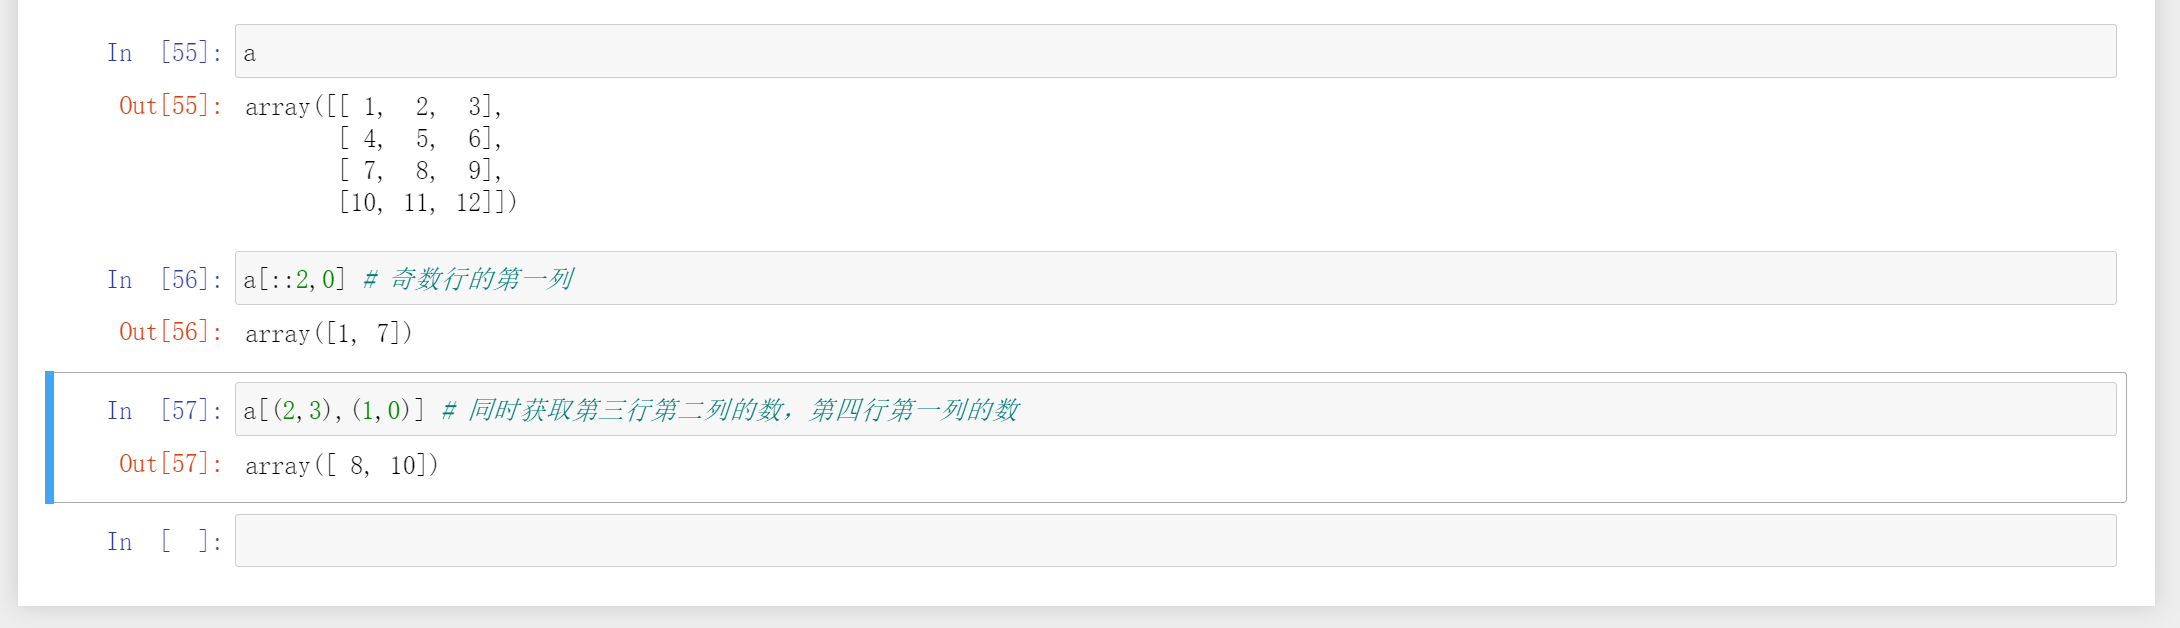 In [55]: a
Out[55]: array([[ 1,  2,  3],
       [ 4,  5,  6],
       [ 7,  8,  9],
       [10, 11, 12]])
In [56]: a[::2,0] # 奇数行的第一列
Out[56]: array([1, 7])
In [57]: a[(2,3),(1,0)] # 同时获取第三行第二列的数，第四行第一列的数
Out[57]: array([ 8, 10])
In [ ]: